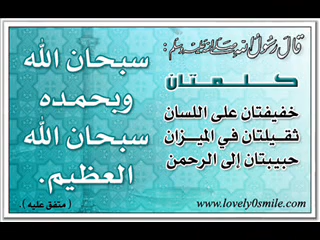 قال رسول الله صلى الله عليه وسلم :
كلمتان
خفيفتان على اللسان
ثقيلتان في الميزان
حبيبتان إلى الرحمن
سبحان الله
وبحمده
سبحان الله
العظيم.
( متفق عليه ).
www.lovely0smile.com